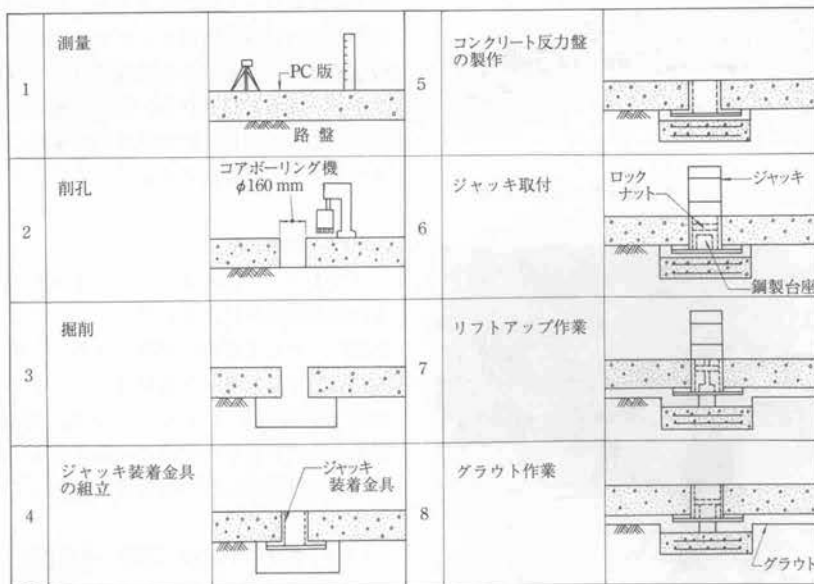 1
測量
PC 版
路 盤
2
削孔
コアボーリング機
φ160 mm
3
掘削
4
ジャッキ装着金具
の組立
ジャッキ
装着金具
5
コンクリート反力盤
の製作
6
ジャッキ取付
ロック
ナット
ジャッキ
鋼製台座
7
リフトアップ作業
8
グラウト作業
グラウト